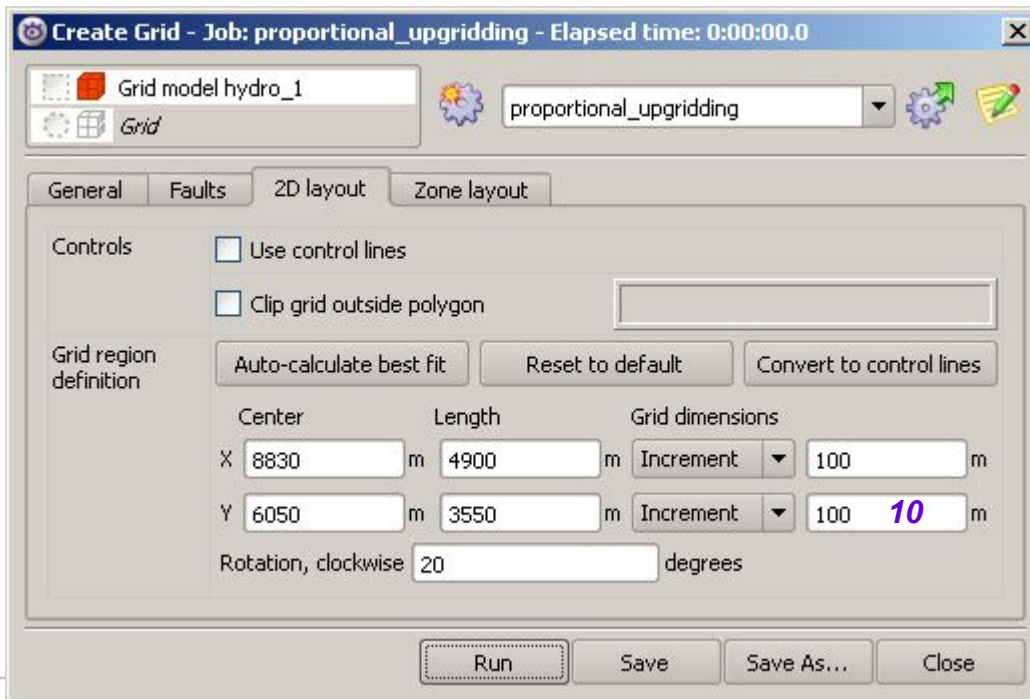 Create Grid - Job: proportional_upgridding - Elapsed time: 0:00:00.0
Grid model hydro_1
Grid
proportional_upgridding
General Faults 2D layout Zone layout
Controls Use control lines
Clip grid outside polygon
Grid region
definition
Auto-calculate best fit Reset to default Convert to control lines
Center Length Grid dimensions
X 8830 m 4900 m Increment 100 m
Y 6050 m 3550 m Increment 100 10 m
Rotation, clockwise 20 degrees
Run Save Save As... Close